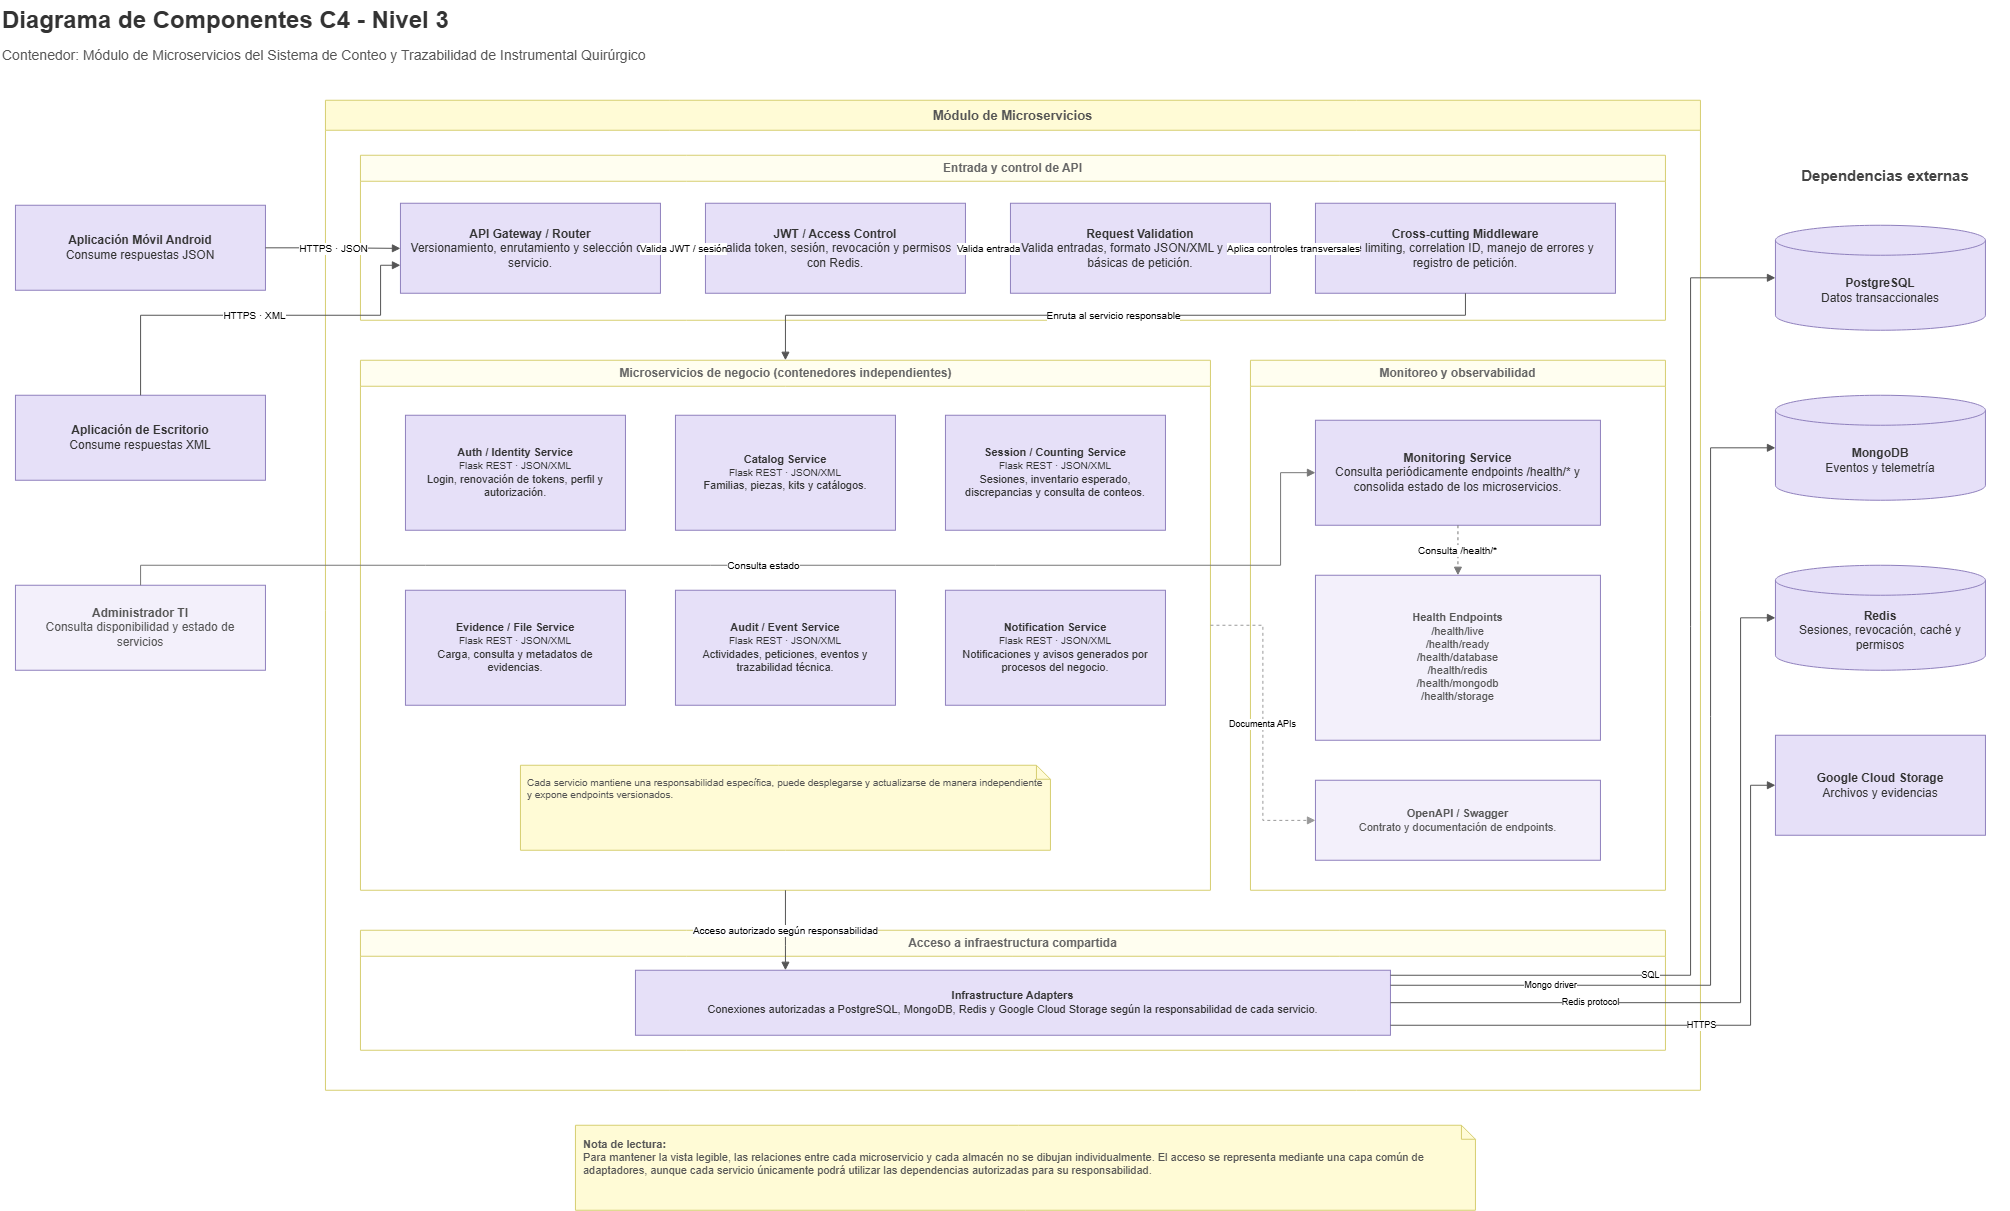 Diagrama de Componentes C4 - Nivel 3
Contenedor: Módulo de Microservicios del Sistema de Conteo y Trazabilidad de Instrumental Quirúrgico
Módulo de Microservicios
Entrada y control de API
Dependencias externas
Aplicación Móvil Android
Consume respuestas JSON
HTTPS · JSON
API Gateway / Router
Versionamiento, enrutamiento y selección
servicio.
Valida JWT / sesión
JWT / Access Control
token, sesión, revocación y permisos
con Redis.
Valida entrada
Request Validation
Valida entradas, formato JSON/XML y
básicas de petición.
Aplica controles transversales
Cross-cutting Middleware
limiting, correlation ID, manejo de errores y
registro de petición.
HTTPS · XML
Enruta al servicio responsable
PostgreSQL
Datos transaccionales
Aplicación de Escritorio
Consume respuestas XML
Microservicios de negocio (contenedores independientes)
Auth / Identity Service
Flask REST · JSON/XML
Login, renovación de tokens, perfil y
autorización.
Catalog Service
Flask REST · JSON/XML
Familias, piezas, kits y catálogos.
Session / Counting Service
Flask REST · JSON/XML
Sesiones, inventario esperado,
discrepancias y consulta de conteos.
Monitoreo y observabilidad
Monitoring Service
Consulta periódicamente endpoints /health/* y
consolida estado de los microservicios.
MongoDB
Eventos y telemetría
Consulta /health/*
Consulta estado
Administrador TI
Consulta disponibilidad y estado de
servicios
Evidence / File Service
Flask REST · JSON/XML
Carga, consulta y metadatos de
evidencias.
Audit / Event Service
Flask REST · JSON/XML
Actividades, peticiones, eventos y
trazabilidad técnica.
Notification Service
Flask REST · JSON/XML
Notificaciones y avisos generados por
procesos del negocio.
Health Endpoints
/health/live
/health/ready
/health/database
/health/redis
/health/mongodb
/health/storage
Redis
Sesiones, revocación, caché y
permisos
Documenta APIs
Cada servicio mantiene una responsabilidad específica, puede desplegarse y actualizarse de manera independiente
y expone endpoints versionados.
OpenAPI / Swagger
Contrato y documentación de endpoints.
Google Cloud Storage
Archivos y evidencias
Acceso autorizado según responsabilidad
Acceso a infraestructura compartida
Infrastructure Adapters
Conexiones autorizadas a PostgreSQL, MongoDB, Redis y Google Cloud Storage según la responsabilidad de cada servicio.
SQL
Mongo driver
Redis protocol
HTTPS
Nota de lectura:
Para mantener la vista legible, las relaciones entre cada microservicio y cada almacén no se dibujan individualmente. El acceso se representa mediante una capa común de
adaptadores, aunque cada servicio únicamente podrá utilizar las dependencias autorizadas para su responsabilidad.